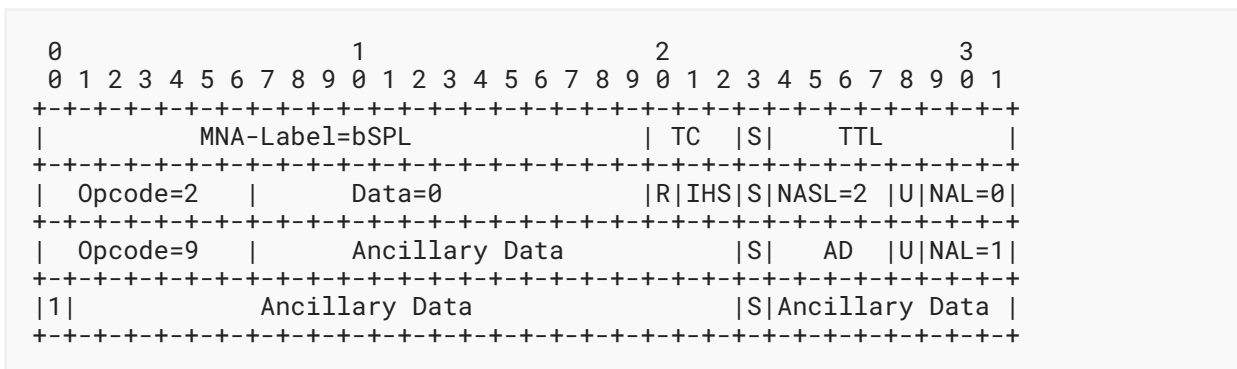 0                   1                   2                   3
 0 1 2 3 4 5 6 7 8 9 0 1 2 3 4 5 6 7 8 9 0 1 2 3 4 5 6 7 8 9 0 1
+-+-+-+-+-+-+-+-+-+-+-+-+-+-+-+-+-+-+-+-+-+-+-+-+-+-+-+-+-+-+-+-+
|          MNA-Label=bSPL               | TC  |S|    TTL        |
+-+-+-+-+-+-+-+-+-+-+-+-+-+-+-+-+-+-+-+-+-+-+-+-+-+-+-+-+-+-+-+-+
|  Opcode=2   |      Data=0             |R|IHS|S|NASL=2 |U|NAL=0|
+-+-+-+-+-+-+-+-+-+-+-+-+-+-+-+-+-+-+-+-+-+-+-+-+-+-+-+-+-+-+-+-+
|  Opcode=9   |      Ancillary Data           |S|   AD  |U|NAL=1|
+-+-+-+-+-+-+-+-+-+-+-+-+-+-+-+-+-+-+-+-+-+-+-+-+-+-+-+-+-+-+-+-+
|1|            Ancillary Data                 |S|Ancillary Data |
+-+-+-+-+-+-+-+-+-+-+-+-+-+-+-+-+-+-+-+-+-+-+-+-+-+-+-+-+-+-+-+-+